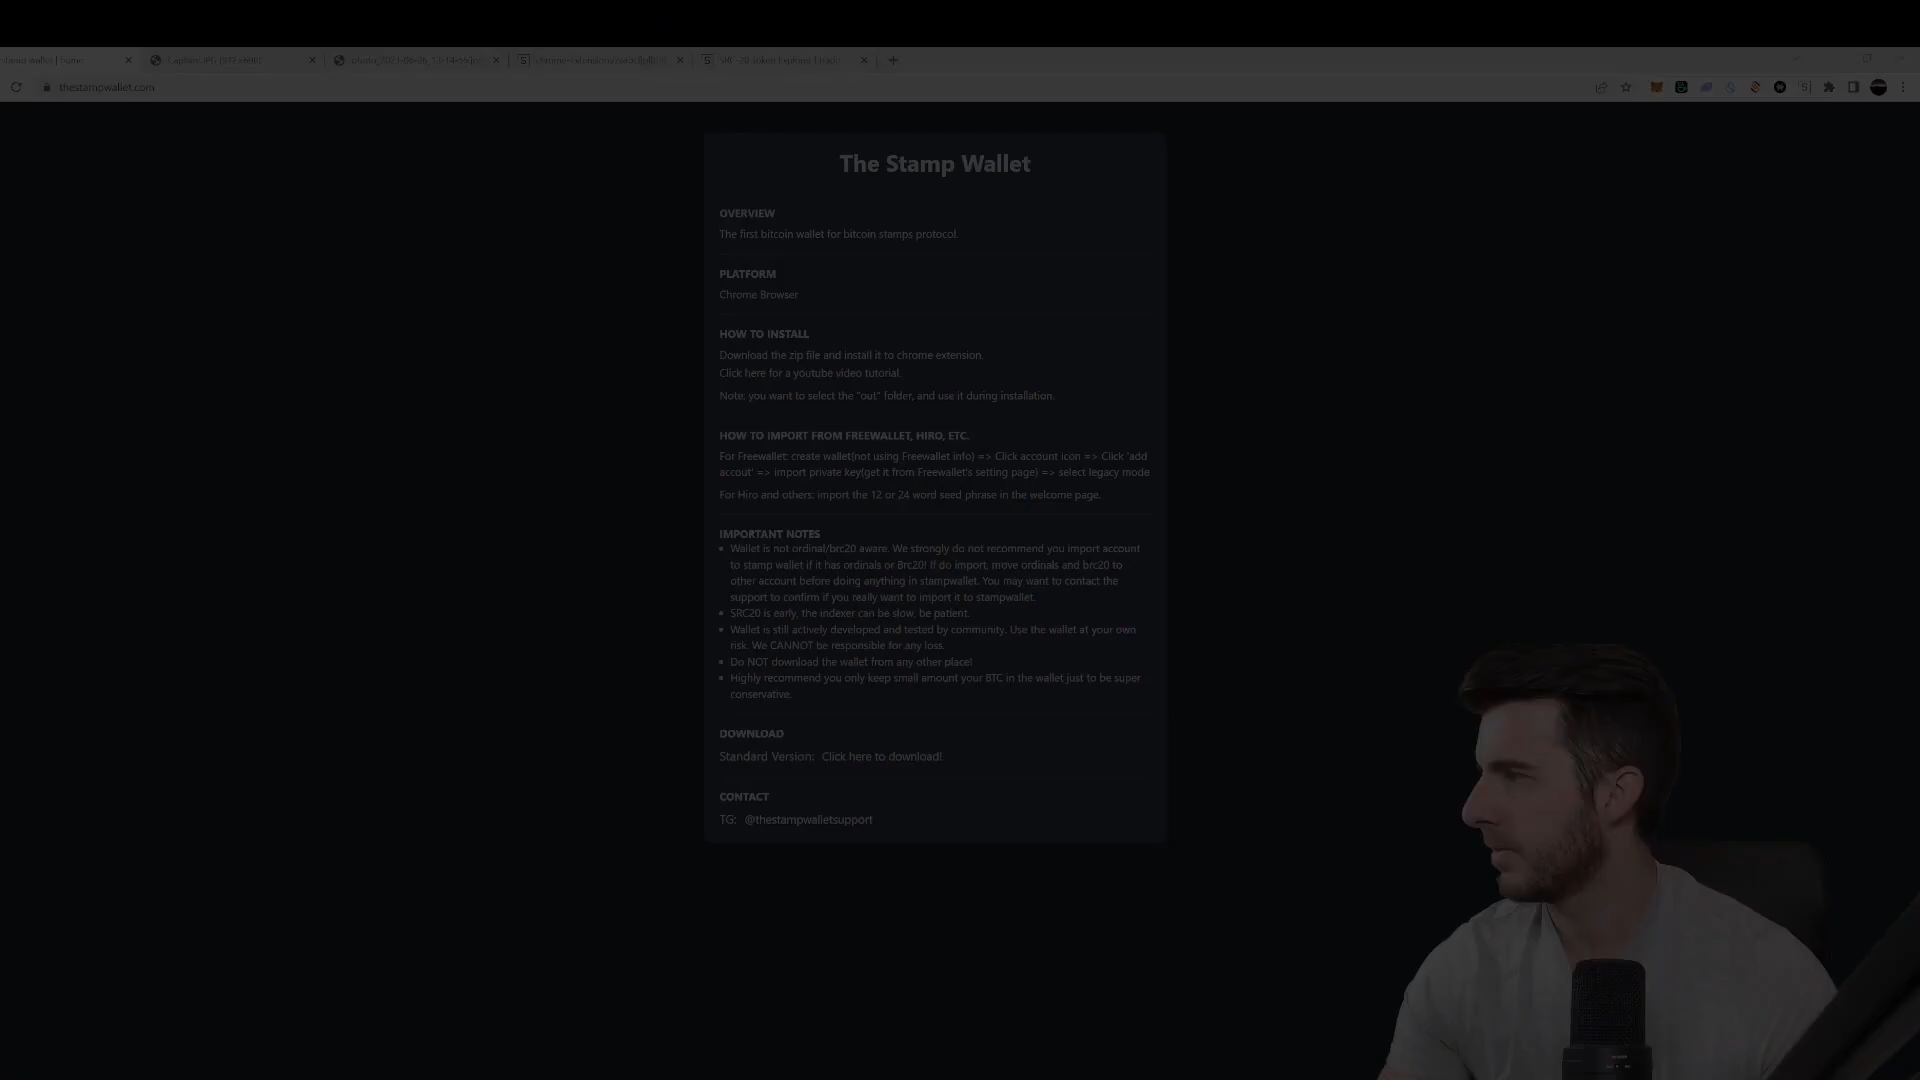 thestampwallet.com
The Stamp Wallet
OVERVIEW
The first bitcoin wallet for bitcoin stamps protocol.
PLATFORM
Chrome Browser
HOW TO INSTALL
Download the zip file and install it to chrome extension.
Click here for a youtube video tutorial.
Note: you want to select the "out" folder, and use it during installation.
HOW TO IMPORT FROM FREEWALLET, HIRO, ETC.
For Freewallet: create wallet(not using Freewallet info) => Click account icon => Click 'add
accout' => import private key(get it from Freewallet's setting page) => select legacy mode
For Hiro and others: import the 12 or 24 word seed phrase in the welcome page.
IMPORTANT NOTES
Wallet is not ordinal/brc20 aware. We strongly do not recommend you import account
to stamp wallet if it has ordinals or Brc20! If do import, move ordinals and brc20 to
other account before doing anything in stampwallet. You may want to contact the
support to confirm if you really want to import it to stampwallet.
SRC20 is early, the indexer can be slow, be patient.
Wallet is still actively developed and tested by community. Use the wallet at your own
risk. We CANNOT be responsible for any loss.
Do NOT download the wallet from any other place!
Highly recommend you only keep small amount your BTC in the wallet just to be super
conservative.
DOWNLOAD
Standard Version: Click here to download!
CONTACT
TG: @thestampwalletsupport